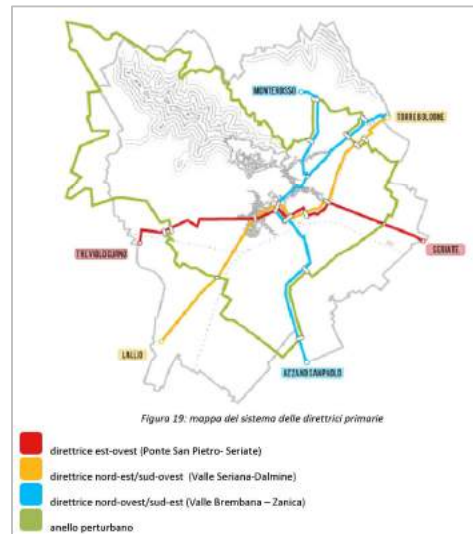 MONTEROSSO
TORRE BOLDONE
TREVIOLO CURNO
SERIATE
LALLIO
AZZANO SAN PAOLO
Figura 19: mappa del sistema delle direttrici primarie
direttrice est-ovest (Ponte San Pietro- Seriate)
direttrice nord-est/sud-ovest (Valle Seriana-Dalmine)
direttrice nord-ovest/sud-est (Valle Brembana – Zanica)
anello perturbano